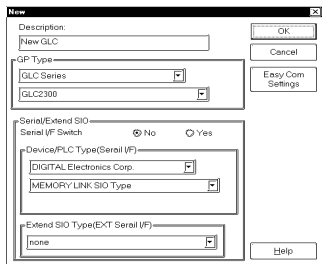 New
Description:
OK
New GLC
Cancel
GP Type
GLC Series
Easy Com
Settings
GLC2300
Serial/Extend SIO
Serial I/F Switch
No
Yes
Device/PLC Type(Serail I/F)
DIGITAL Electronics Corp.
MEMORY LINK SIO Type
Extend SIO Type(EXT Serail I/F)
none
Help